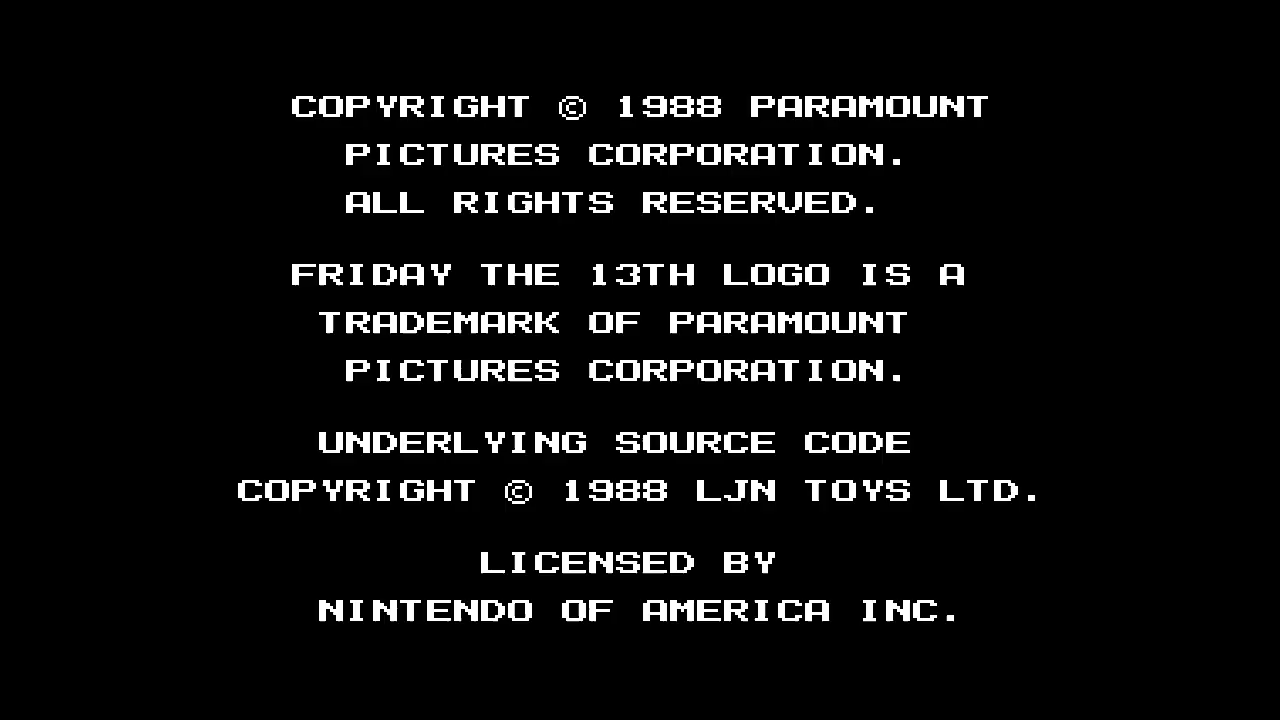 COPYRIGHT © 1988 PARAMOUNT
PICTURES CORPORATION.
ALL RIGHTS RESERVED.
FRIDAY THE 13TH LOGO IS A
TRADEMARK OF PARAMOUNT
PICTURES CORPORATION.
UNDERLYING SOURCE CODE
COPYRIGHT © 1988 LJN TOYS LTD.
LICENSED BY
NINTENDO OF AMERICA INC.